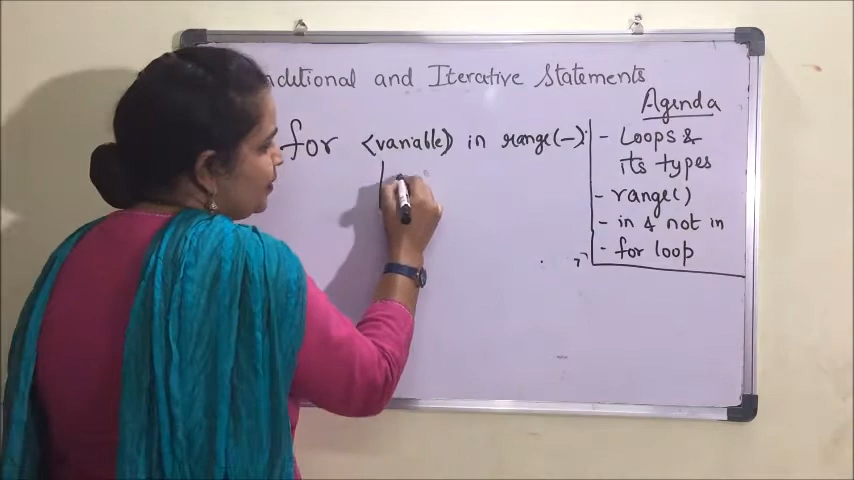 nditional and Iterative Statements
for <variable> in range(-):
Agenda
- Loops &
its types
- range()
- in & not in
- for loop